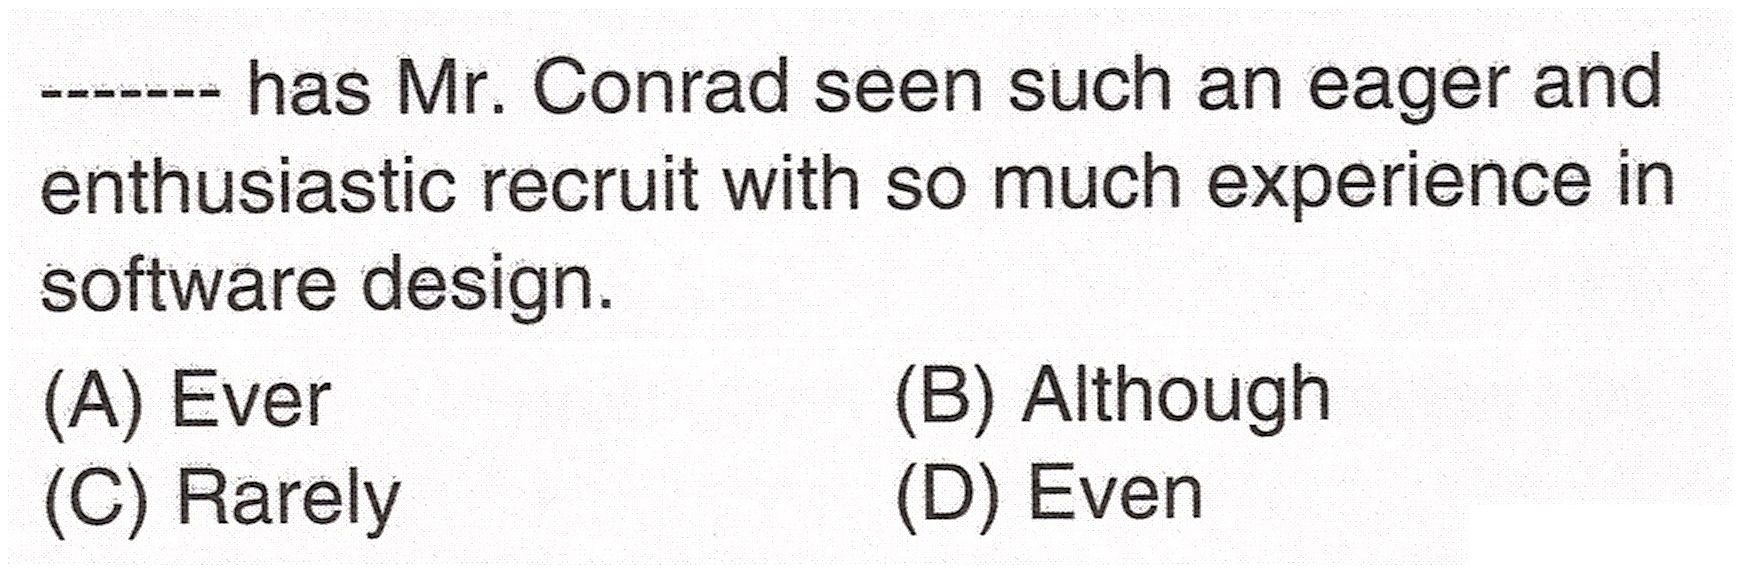 ------- has Mr. Conrad seen such an eager and
enthusiastic recruit with so much experience in
software design.
(A) Ever (B) Although
(C) Rarely (D) Even